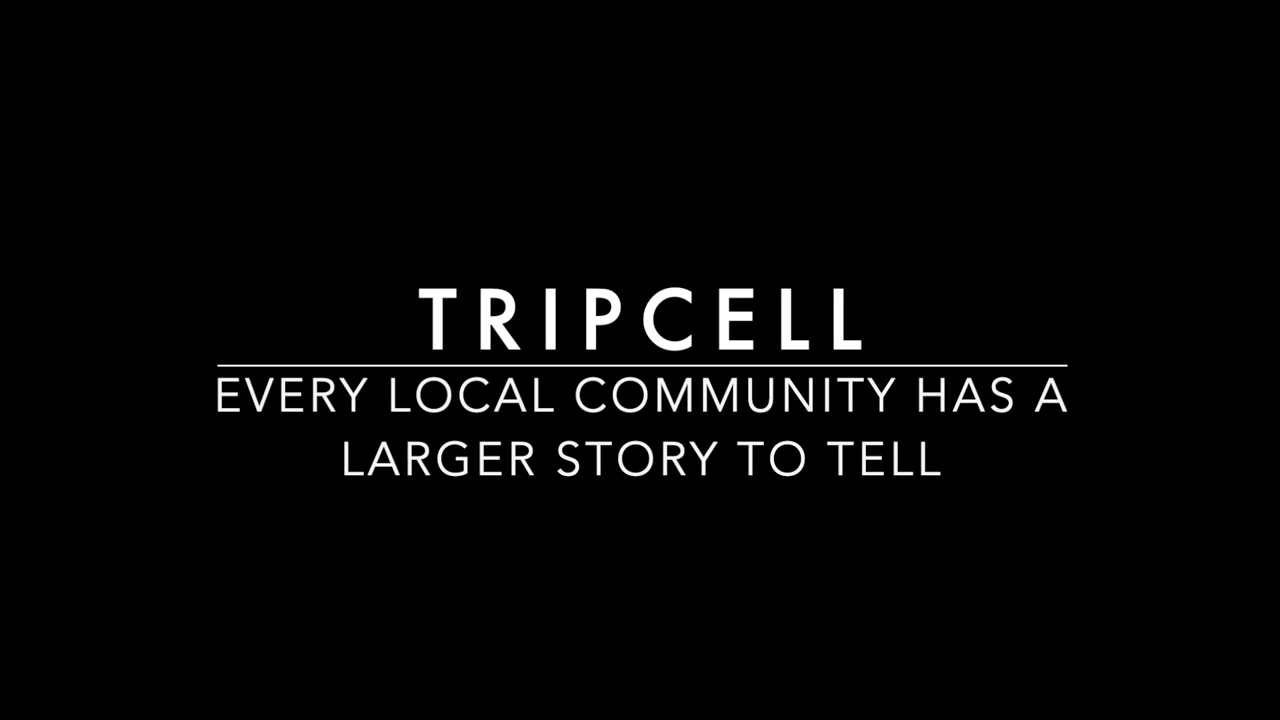 TRIPCELL
EVERY LOCAL COMMUNITY HAS A
LARGER STORY TO TELL